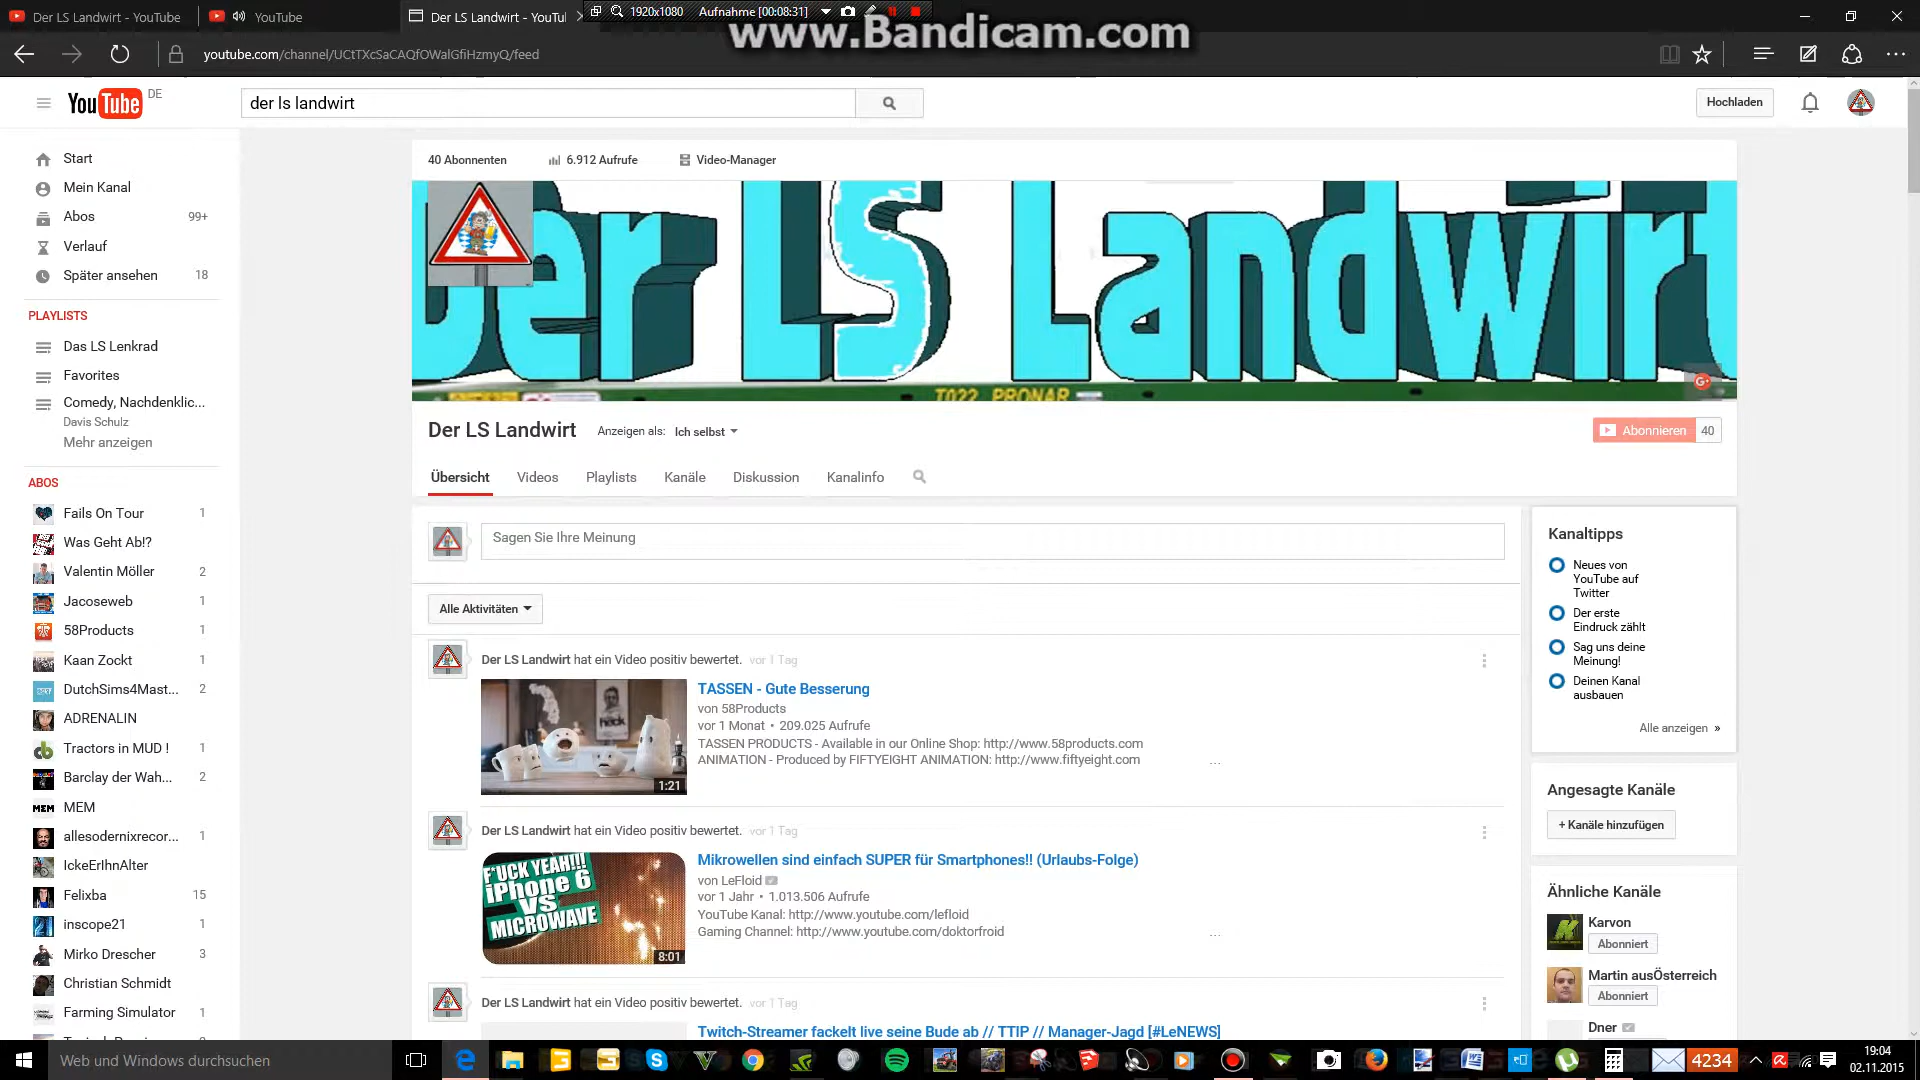 Der LS Landwirt - YouTube
YouTube
Der LS Landwirt - YouTul
1920x1080
Aufnahme [00:08:31]
www.Bandicam.com
youtube.com/channel/UCtTXcSaCAQfOWalGfiHzmyQ/feed
YouTube DE
der ls landwirt
Hochladen
Start
Mein Kanal
Abos 99+
Verlauf
Später ansehen 18
PLAYLISTS
Das LS Lenkrad
Favorites
Comedy, Nachdenklic...
Davis Schulz
Mehr anzeigen
ABOS
Fails On Tour 1
Was Geht Ab!?
Valentin Möller 2
Jacoseweb 1
58Products 1
Kaan Zockt 1
DutchSims4Mast... 2
ADRENALIN
Tractors in MUD ! 1
Barclay der Wah... 2
MEM
allesodernixrecor... 1
IckeErIhnAlter
Felixba 15
inscope21 1
Mirko Drescher 3
Christian Schmidt
Farming Simulator 1
40 Abonnenten
6.912 Aufrufe
Video-Manager
Der LS Landwirt
T022 PRONAR
Der LS Landwirt
Anzeigen als: Ich selbst
Abonnieren 40
Übersicht
Videos
Playlists
Kanäle
Diskussion
Kanalinfo
Sagen Sie Ihre Meinung
Alle Aktivitäten
Der LS Landwirt hat ein Video positiv bewertet. vor 1 Tag
TASSEN - Gute Besserung
von 58Products
vor 1 Monat • 209.025 Aufrufe
TASSEN PRODUCTS - Available in our Online Shop: http://www.58products.com
ANIMATION - Produced by FIFTYEIGHT ANIMATION: http://www.fiftyeight.com ...
heck
1:21
Der LS Landwirt hat ein Video positiv bewertet. vor 1 Tag
Mikrowellen sind einfach SUPER für Smartphones!! (Urlaubs-Folge)
von LeFloid
vor 1 Jahr • 1.013.506 Aufrufe
YouTube Kanal: http://www.youtube.com/lefloid
Gaming Channel: http://www.youtube.com/doktorfroid ...
F*UCK YEAH!!!
iPhone 6
VS
MICROWAVE
8:01
Der LS Landwirt hat ein Video positiv bewertet. vor 1 Tag
Twitch-Streamer fackelt live seine Bude ab // TTIP // Manager-Jagd [#LeNEWS]
Kanaltipps
Neues von
YouTube auf
Twitter
Der erste
Eindruck zählt
Sag uns deine
Meinung!
Deinen Kanal
ausbauen
Alle anzeigen »
Angesagte Kanäle
+ Kanäle hinzufügen
Ähnliche Kanäle
Karvon
Abonniert
Martin ausÖsterreich
Abonniert
Dner
Web und Windows durchsuchen
4234
19:04
02.11.2015